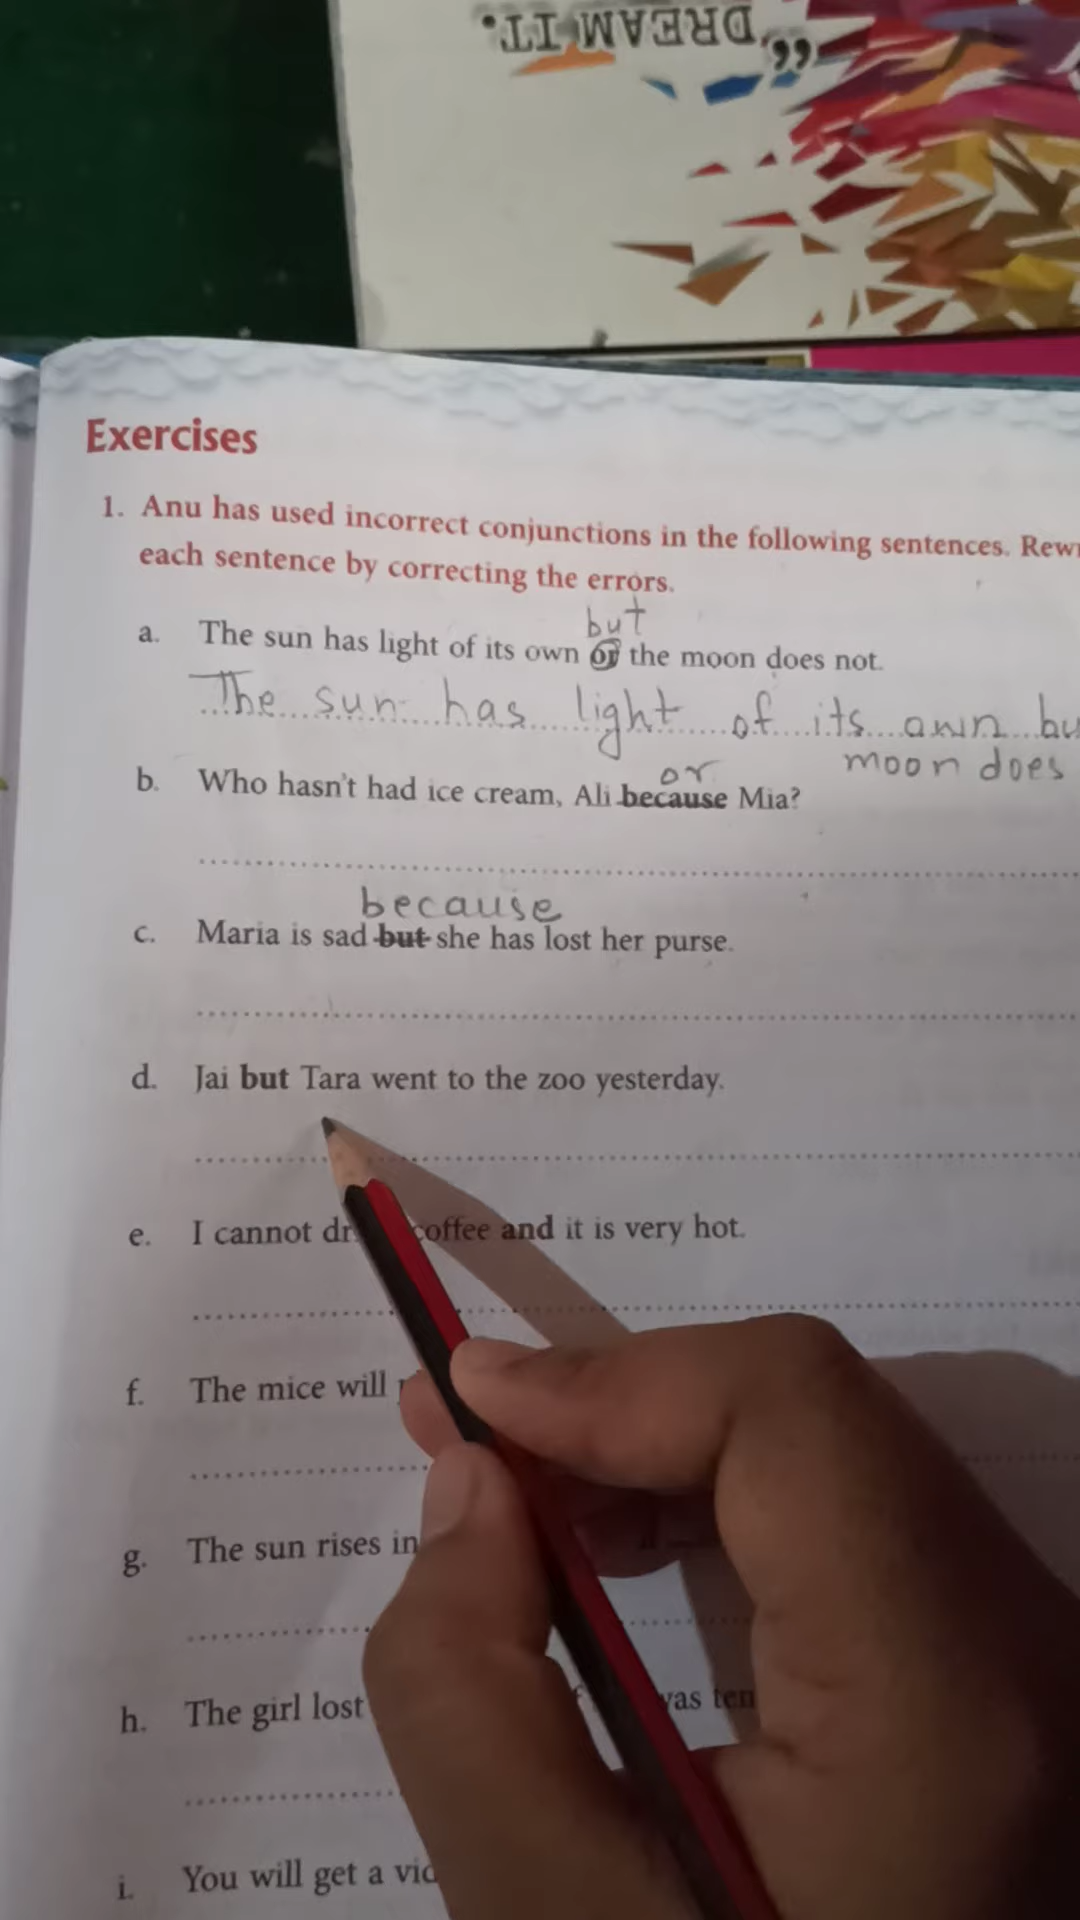 “DREAM IT.
Exercises
1. Anu has used incorrect conjunctions in the following sentences.
each sentence by correcting the errors.
but
a. The sun has light of its own or the moon does not.
The sun has light of its own
moon does
or
b. Who hasn't had ice cream, Ali because Mia?
because
c. Maria is sad but she has lost her purse.
d. Jai but Tara went to the zoo yesterday.
e. I cannot coffee and it is very hot.
f. The mice will
g. The sun rises in
h. The girl lost
i. You will get a